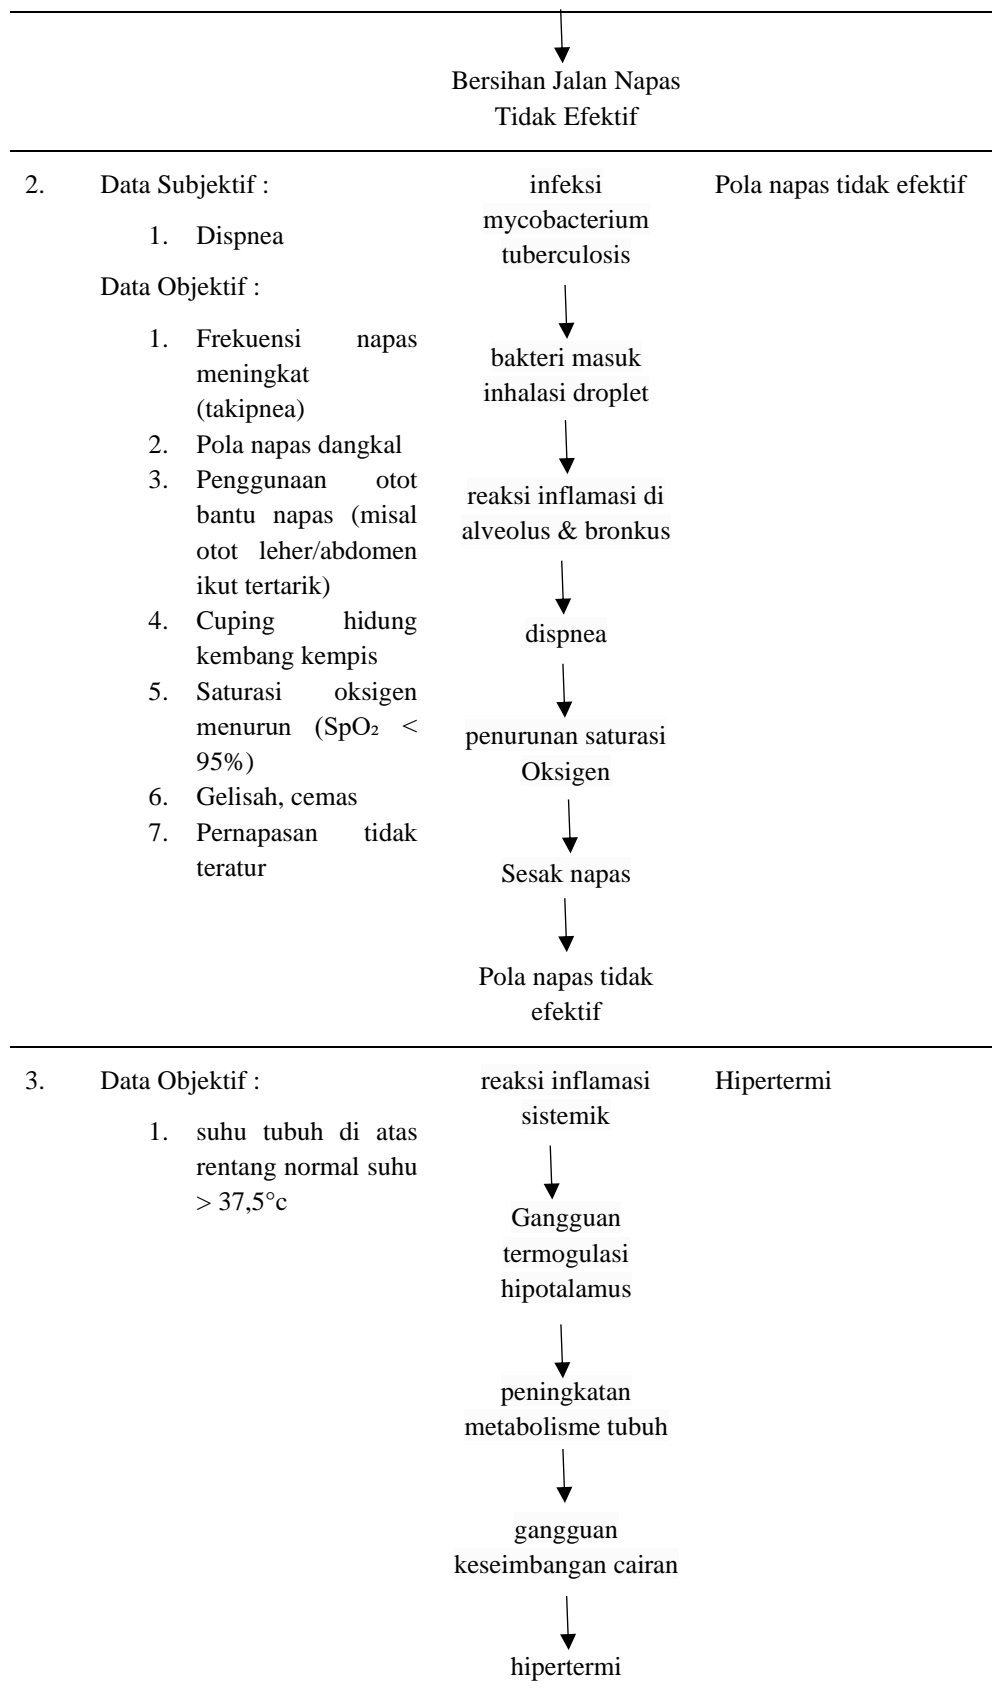 Bersihan Jalan Napas
Tidak Efektif
2.
Data Subjektif :
1. Dispnea
Data Objektif :
1. Frekuensi napas
meningkat
(takipnea)
2. Pola napas dangkal
3. Penggunaan otot
bantu napas (misal
otot leher/abdomen
ikut tertarik)
4. Cuping hidung
kembang kempis
5. Saturasi oksigen
menurun (SpO₂ <
95%)
6. Gelisah, cemas
7. Pernapasan tidak
teratur
infeksi
mycobacterium
tuberculosis
bakteri masuk
inhalasi droplet
reaksi inflamasi di
alveolus & bronkus
dispnea
penurunan saturasi
Oksigen
Sesak napas
Pola napas tidak
efektif
Pola napas tidak efektif
3.
Data Objektif :
1. suhu tubuh di atas
rentang normal suhu
> 37,5°c
reaksi inflamasi
sistemik
Gangguan
termogulasi
hipotalamus
peningkatan
metabolisme tubuh
gangguan
keseimbangan cairan
hipertermi
Hipertermi